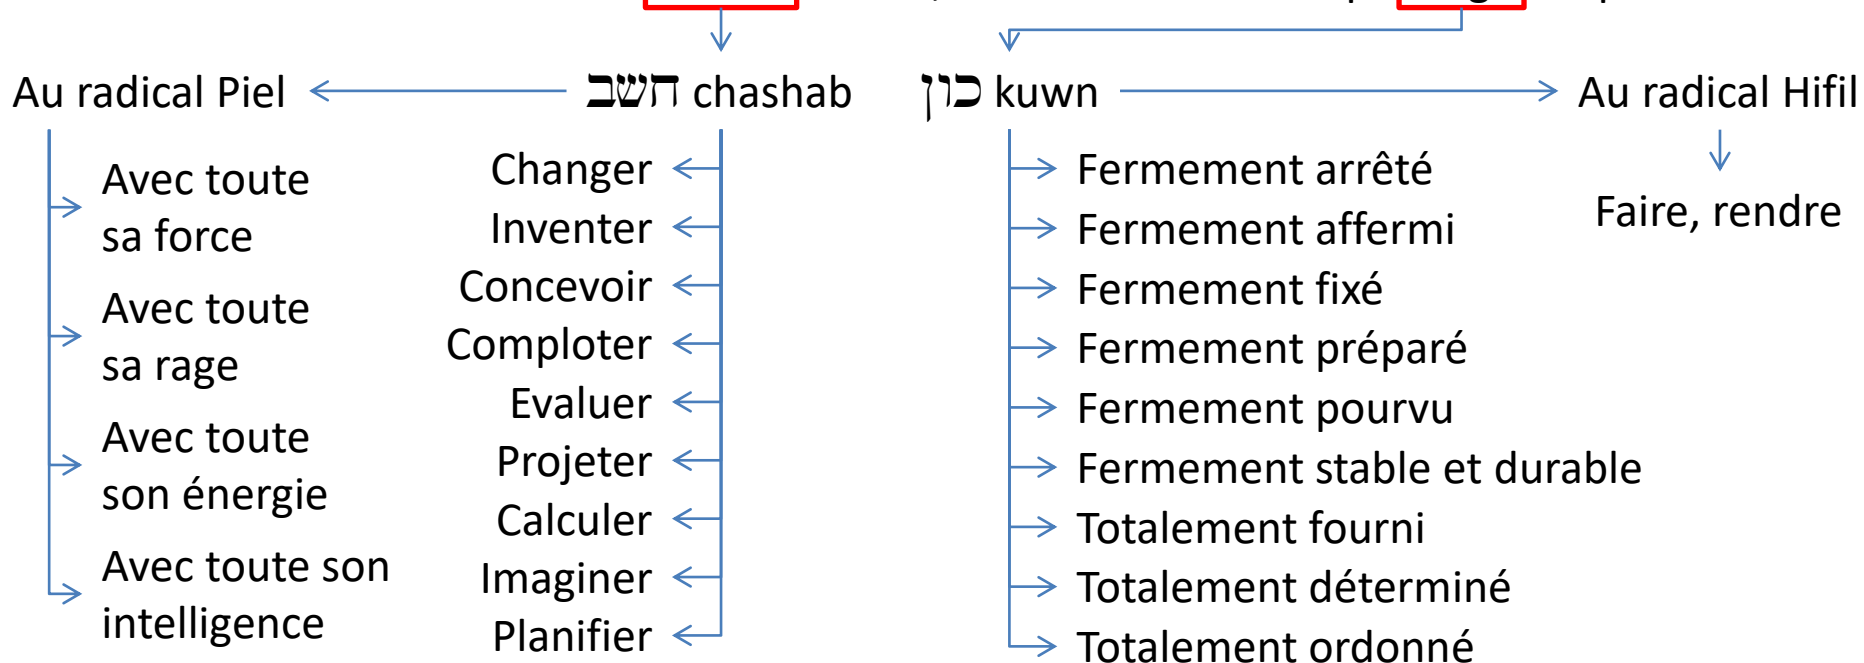 Au radical Piel
Avec toute
sa force
Avec toute
sa rage
Avec toute
son énergie
Avec toute son
intelligence
חשב chashab
Changer
Inventer
Concevoir
Comploter
Evaluer
Projeter
Calculer
Imaginer
Planifier
כון kuwn
Fermement arrêté
Fermement affermi
Fermement fixé
Fermement préparé
Fermement pourvu
Fermement stable et durable
Totalement fourni
Totalement déterminé
Totalement ordonné
Au radical Hifil
Faire, rendre